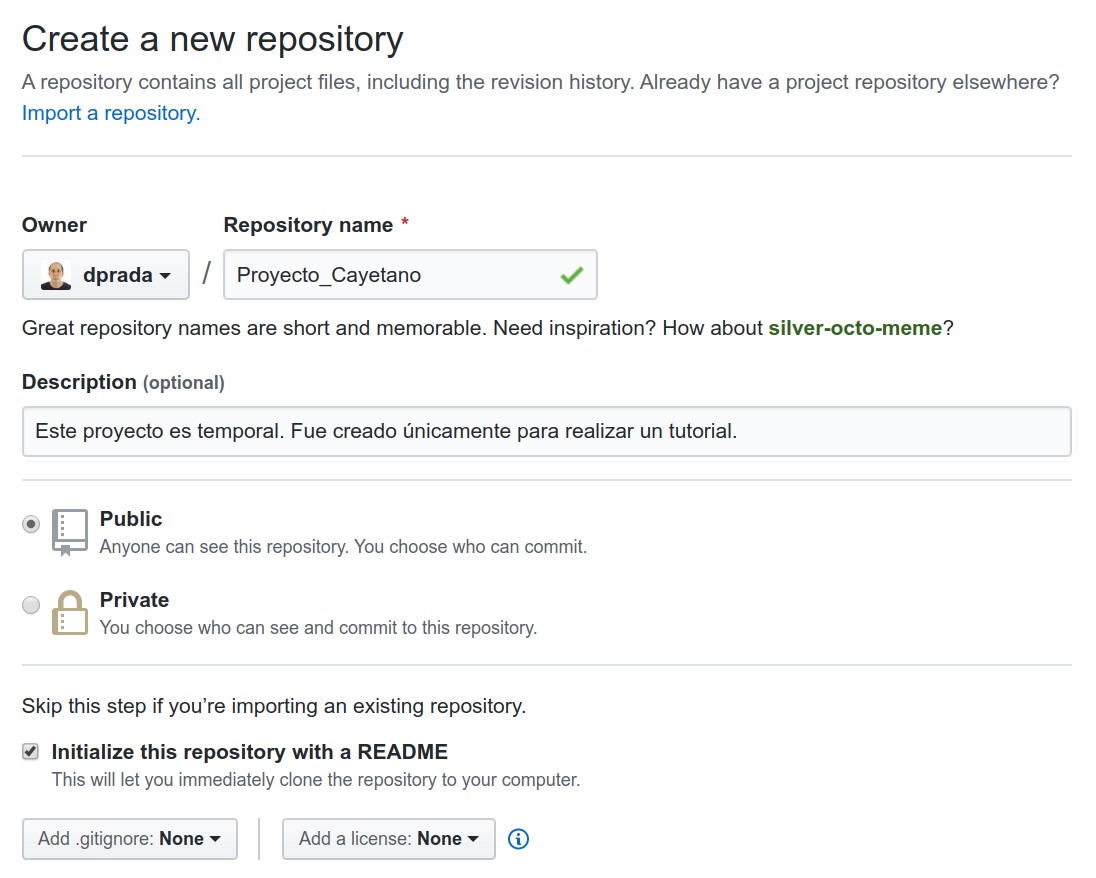 Create a new repository
A repository contains all project files, including the revision history. Already have a project repository elsewhere?
Import a repository.
Owner
Repository name *
dprada
/
Proyecto_Cayetano
Great repository names are short and memorable. Need inspiration? How about silver-octo-meme?
Description (optional)
Este proyecto es temporal. Fue creado únicamente para realizar un tutorial.
Public
Anyone can see this repository. You choose who can commit.
Private
You choose who can see and commit to this repository.
Skip this step if you’re importing an existing repository.
Initialize this repository with a README
This will let you immediately clone the repository to your computer.
Add .gitignore: None
Add a license: None